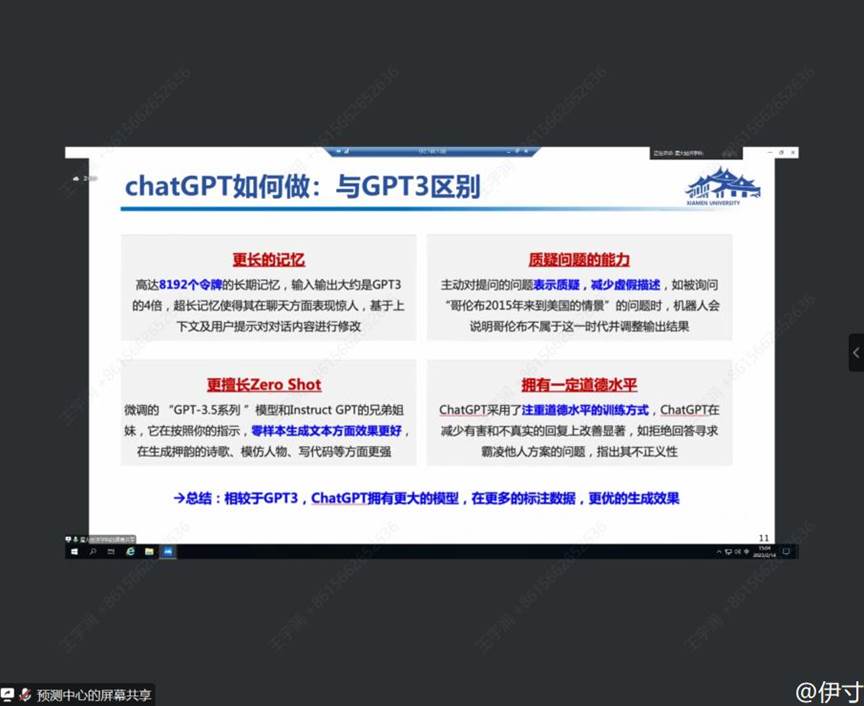 chatGPT如何做：与GPT3区别
XIAMEN UNIVERSITY
更长的记忆
高达8192个令牌的长期记忆，输入输出大约是GPT3
的4倍，超长记忆使得其在聊天方面表现惊人，基于上
下文及用户提示对对话内容进行修改
质疑问题的能力
主动对提问的问题表示质疑，减少虚假描述，如被询问
“哥伦布2015年来到美国的情景”的问题时，机器人会
说明哥伦布不属于这一时代并调整输出结果
更擅长Zero Shot
微调的 “GPT-3.5系列 ”模型和Instruct GPT的兄弟姐
妹，它在按照你的指示，零样本生成文本方面效果更好，
在生成押韵的诗歌、模仿人物、写代码等方面更强
拥有一定道德水平
ChatGPT采用了注重道德水平的训练方式，ChatGPT在
减少有害和不真实的回复上改善显著，如拒绝回答寻求
霸凌他人方案的问题，指出其不正义性
→总结：相较于GPT3，ChatGPT拥有更大的模型，在更多的标注数据，更优的生成效果
11
15:04
2023/2/14
预测中心的屏幕共享
@伊寸